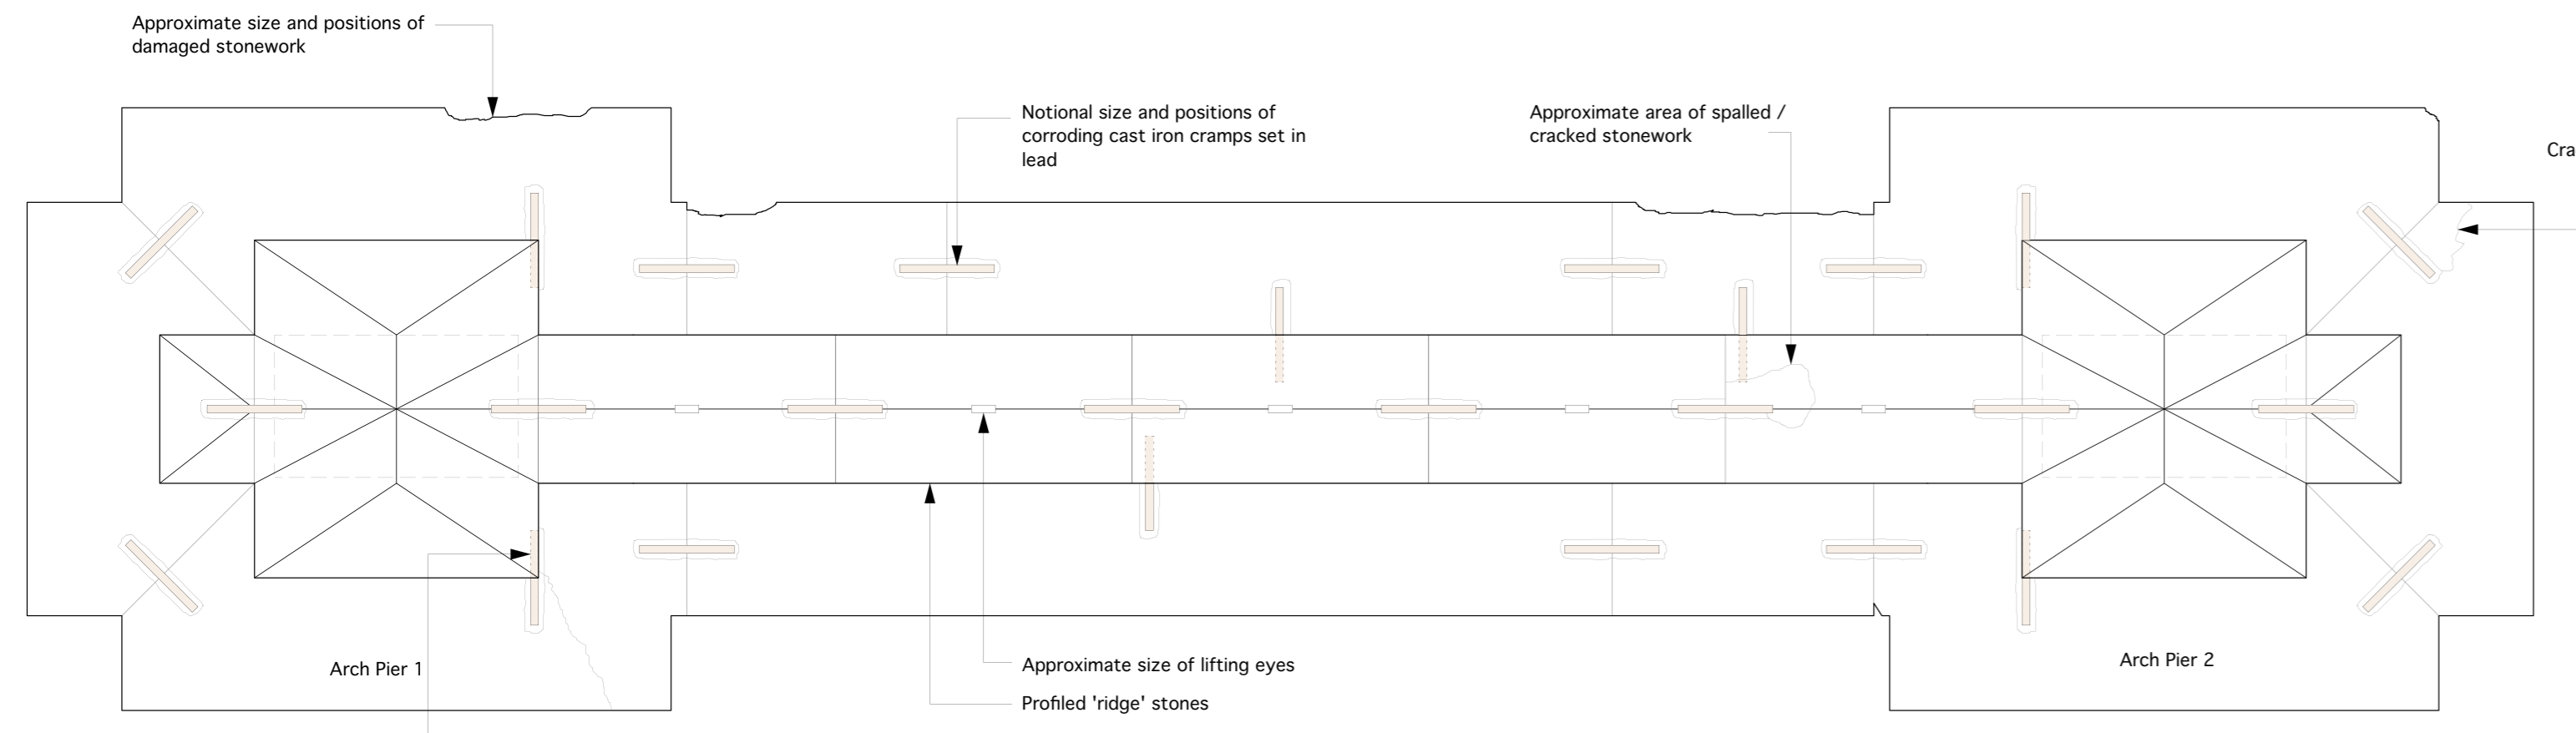 Approximate size and positions of
damaged stonework
Notional size and positions of
corroding cast iron cramps set in
lead
Approximate area of spalled /
cracked stonework
Cra
Arch Pier 1
Approximate size of lifting eyes
Profiled 'ridge' stones
Arch Pier 2